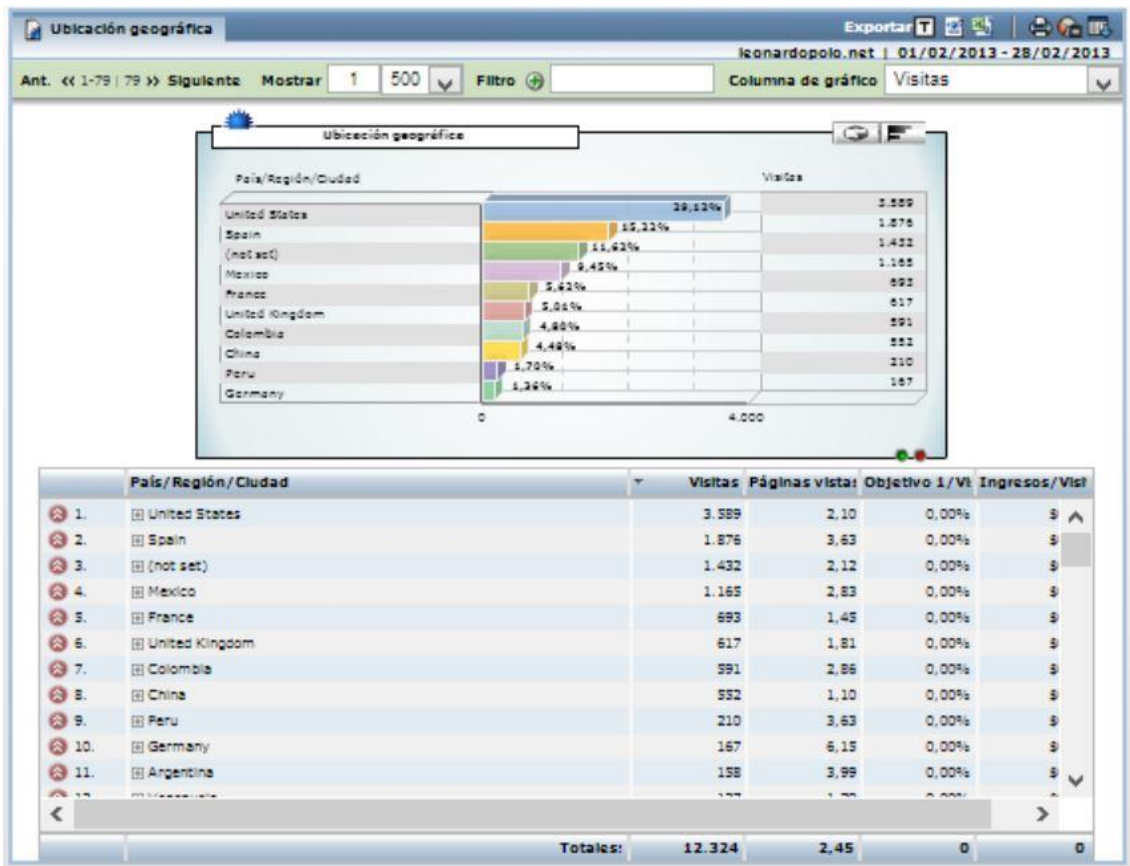 Ubicación geográfica Exportar T
leonardopolo.net | 01/02/2013 - 28/02/2013
Ant. << 1-79 | 79 >> Siguiente Mostrar 1 500 Filtro Columna de gráfico Visitas
Ubicación geográfica
País/Región/Ciudad Visitas
United States 29,12% 3.589
Spain 15,22% 1.876
(not set) 11,62% 1.432
Mexico 9,45% 1.165
France 5,62% 693
United Kingdom 5,01% 617
Colombia 4,80% 591
China 4,48% 552
Peru 1,70% 210
Germany 1,36% 167
0 4.000
País/Región/Ciudad Visitas Páginas vistas Objetivo 1/Vi Ingresos/Visi
1. United States 3.589 2,10 0,00% $
2. Spain 1.876 3,63 0,00% $
3. (not set) 1.432 2,12 0,00% $
4. Mexico 1.165 2,83 0,00% $
5. France 693 1,45 0,00% $
6. United Kingdom 617 1,81 0,00% $
7. Colombia 591 2,86 0,00% $
8. China 552 1,10 0,00% $
9. Peru 210 3,63 0,00% $
10. Germany 167 6,15 0,00% $
11. Argentina 158 3,99 0,00% $
Totales: 12.324 2,45 0 0